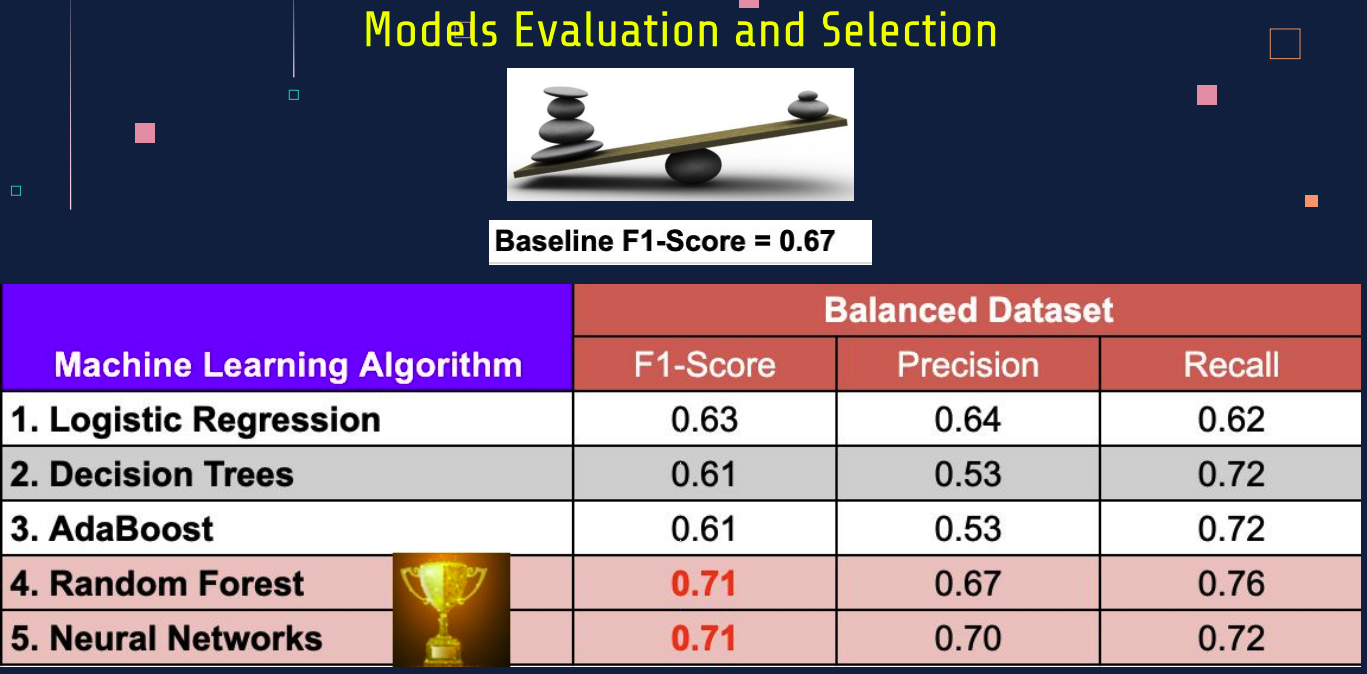 Models Evaluation and Selection
Baseline F1-Score = 0.67
Balanced Dataset
Machine Learning Algorithm F1-Score Precision Recall
1. Logistic Regression 0.63 0.64 0.62
2. Decision Trees 0.61 0.53 0.72
3. AdaBoost 0.61 0.53 0.72
4. Random Forest 0.71 0.67 0.76
5. Neural Networks 0.71 0.70 0.72